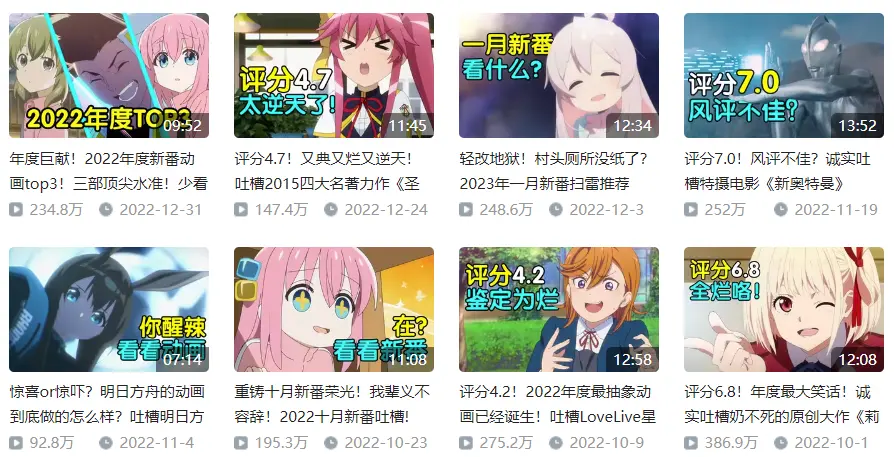 2022年度TOP3
09:52
评分4.7
太逆天了!
11:45
一月新番
看什么?
12:34
评分7.0
风评不佳?
13:52
年度巨献！2022年度新番动
画top3！三部顶尖水准！少看
234.8万 2022-12-31
评分4.7！又典又烂又逆天！
吐槽2015四大名著力作《圣
147.4万 2022-12-24
轻改地狱！村头厕所没纸了？
2023年一月新番扫雷推荐
248.6万 2022-12-3
评分7.0！风评不佳？诚实吐
槽特摄电影《新奥特曼》
252万 2022-11-19
你醒辣
看看动画
07:14
在?
看看新番
11:08
评分4.2
鉴定为烂
12:58
评分6.8
全烂咯!
12:08
惊喜or惊吓？明日方舟的动画
到底做的怎么样？吐槽明日方
92.8万 2022-11-4
重铸十月新番荣光！我辈义不
容辞！2022十月新番吐槽!
195.3万 2022-10-23
评分4.2！2022年度最抽象动
画已经诞生！吐槽LoveLive星
275.2万 2022-10-9
评分6.8！年度最大笑话！诚
实吐槽奶不死的原创大作《莉
386.9万 2022-10-1